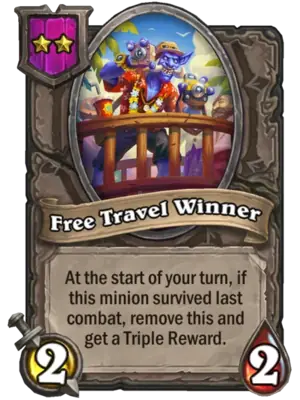 Free Travel Winner
At the start of your turn, if
this minion survived last
combat, remove this and
get a Triple Reward.
2 2